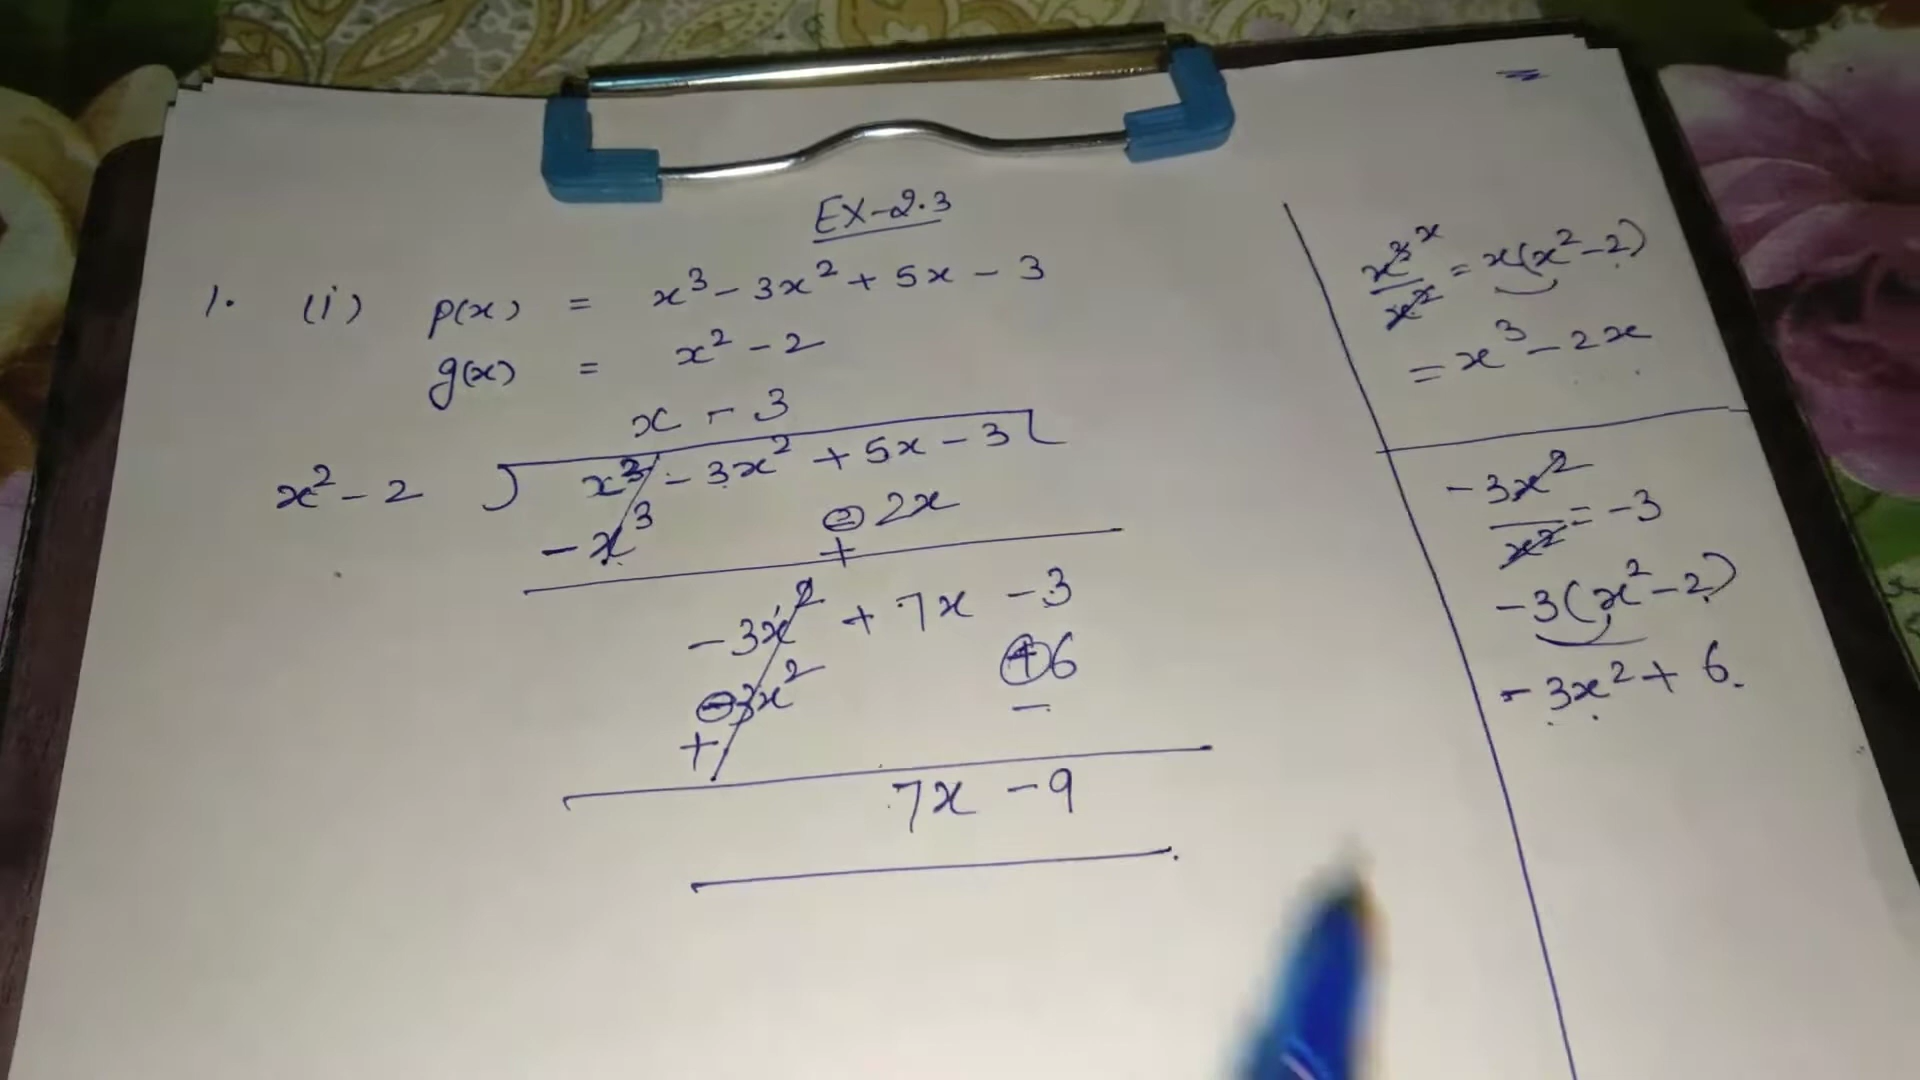 EX-2.3
1. (i) p(x) = x³ - 3x² + 5x - 3
g(x) = x² - 2
x - 3
x² - 2 ) x³ - 3x² + 5x - 3
- x³ ⊖ 2x
+
- 3x² + 7x - 3
⊖ 3x² ⊕ 6
+ -
7x - 9
x³/x² x = x(x² - 2)
= x³ - 2x
- 3x²/x² = -3
- 3(x² - 2)
- 3x² + 6.